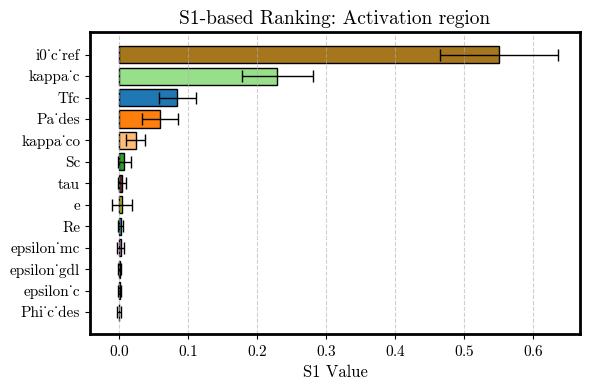 S1-based Ranking: Activation region
i0˙c˙ref
kappa˙c
Tfc
Pa˙des
kappa˙co
Sc
tau
e
Re
epsilon˙mc
epsilon˙gdl
epsilon˙c
Phi˙c˙des
0.0 0.1 0.2 0.3 0.4 0.5 0.6
S1 Value